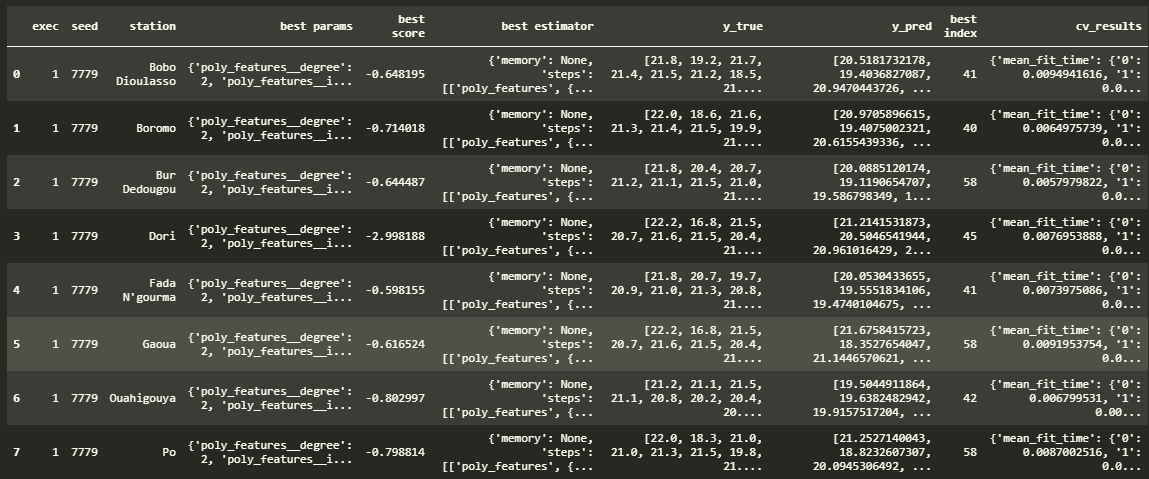 exec seed station best params best score best estimator y_true y_pred best index cv_results
0 1 7779 Bobo Dioulasso {'poly_features__degree': 2, 'poly_features__i... -0.648195 {'memory': None, 'steps': [['poly_features', {... [21.8, 19.2, 21.7, 21.4, 21.5, 21.2, 18.5, 21.... [20.5181732178, 19.4036827087, 20.9470443726, ... 41 {'mean_fit_time': {'0': 0.0094941616, '1': 0.0...
1 1 7779 Boromo {'poly_features__degree': 2, 'poly_features__i... -0.714018 {'memory': None, 'steps': [['poly_features', {... [22.0, 18.6, 21.6, 21.3, 21.4, 21.5, 19.9, 21.... [20.9705896615, 19.4075002321, 20.6155439336, ... 40 {'mean_fit_time': {'0': 0.0064975739, '1': 0.0...
2 1 7779 Bur Dedougou {'poly_features__degree': 2, 'poly_features__i... -0.644487 {'memory': None, 'steps': [['poly_features', {... [21.8, 20.4, 20.7, 21.2, 21.1, 21.5, 21.0, 21.... [20.0885120174, 19.1190654707, 19.586798349, 1... 58 {'mean_fit_time': {'0': 0.0057979822, '1': 0.0...
3 1 7779 Dori {'poly_features__degree': 2, 'poly_features__i... -2.998188 {'memory': None, 'steps': [['poly_features', {... [22.2, 16.8, 21.5, 20.7, 21.6, 21.5, 20.4, 21.... [21.2141531873, 20.5046541944, 20.961016429, 2... 45 {'mean_fit_time': {'0': 0.0076953888, '1': 0.0...
4 1 7779 Fada N'gourma {'poly_features__degree': 2, 'poly_features__i... -0.598155 {'memory': None, 'steps': [['poly_features', {... [21.8, 20.7, 19.7, 20.9, 21.0, 21.3, 20.8, 21.... [20.0530433655, 19.5551834106, 19.4740104675, ... 41 {'mean_fit_time': {'0': 0.0073975086, '1': 0.0...
5 1 7779 Gaoua {'poly_features__degree': 2, 'poly_features__i... -0.616524 {'memory': None, 'steps': [['poly_features', {... [22.2, 16.8, 21.5, 20.7, 21.6, 21.5, 20.4, 21.... [21.6758415723, 18.3527654047, 21.1446570621, ... 58 {'mean_fit_time': {'0': 0.0091953754, '1': 0.0...
6 1 7779 Ouahigouya {'poly_features__degree': 2, 'poly_features__i... -0.802997 {'memory': None, 'steps': [['poly_features', {... [21.2, 21.1, 21.5, 21.1, 20.8, 20.2, 20.4, 20.... [19.5044911864, 19.6382482942, 19.9157517204, ... 42 {'mean_fit_time': {'0': 0.006799531, '1': 0.00...
7 1 7779 Po {'poly_features__degree': 2, 'poly_features__i... -0.798814 {'memory': None, 'steps': [['poly_features', {... [22.0, 18.3, 21.0, 21.0, 21.3, 21.5, 19.8, 21.... [21.2527140043, 18.8232607307, 20.0945306492, ... 58 {'mean_fit_time': {'0': 0.0087002516, '1': 0.0...